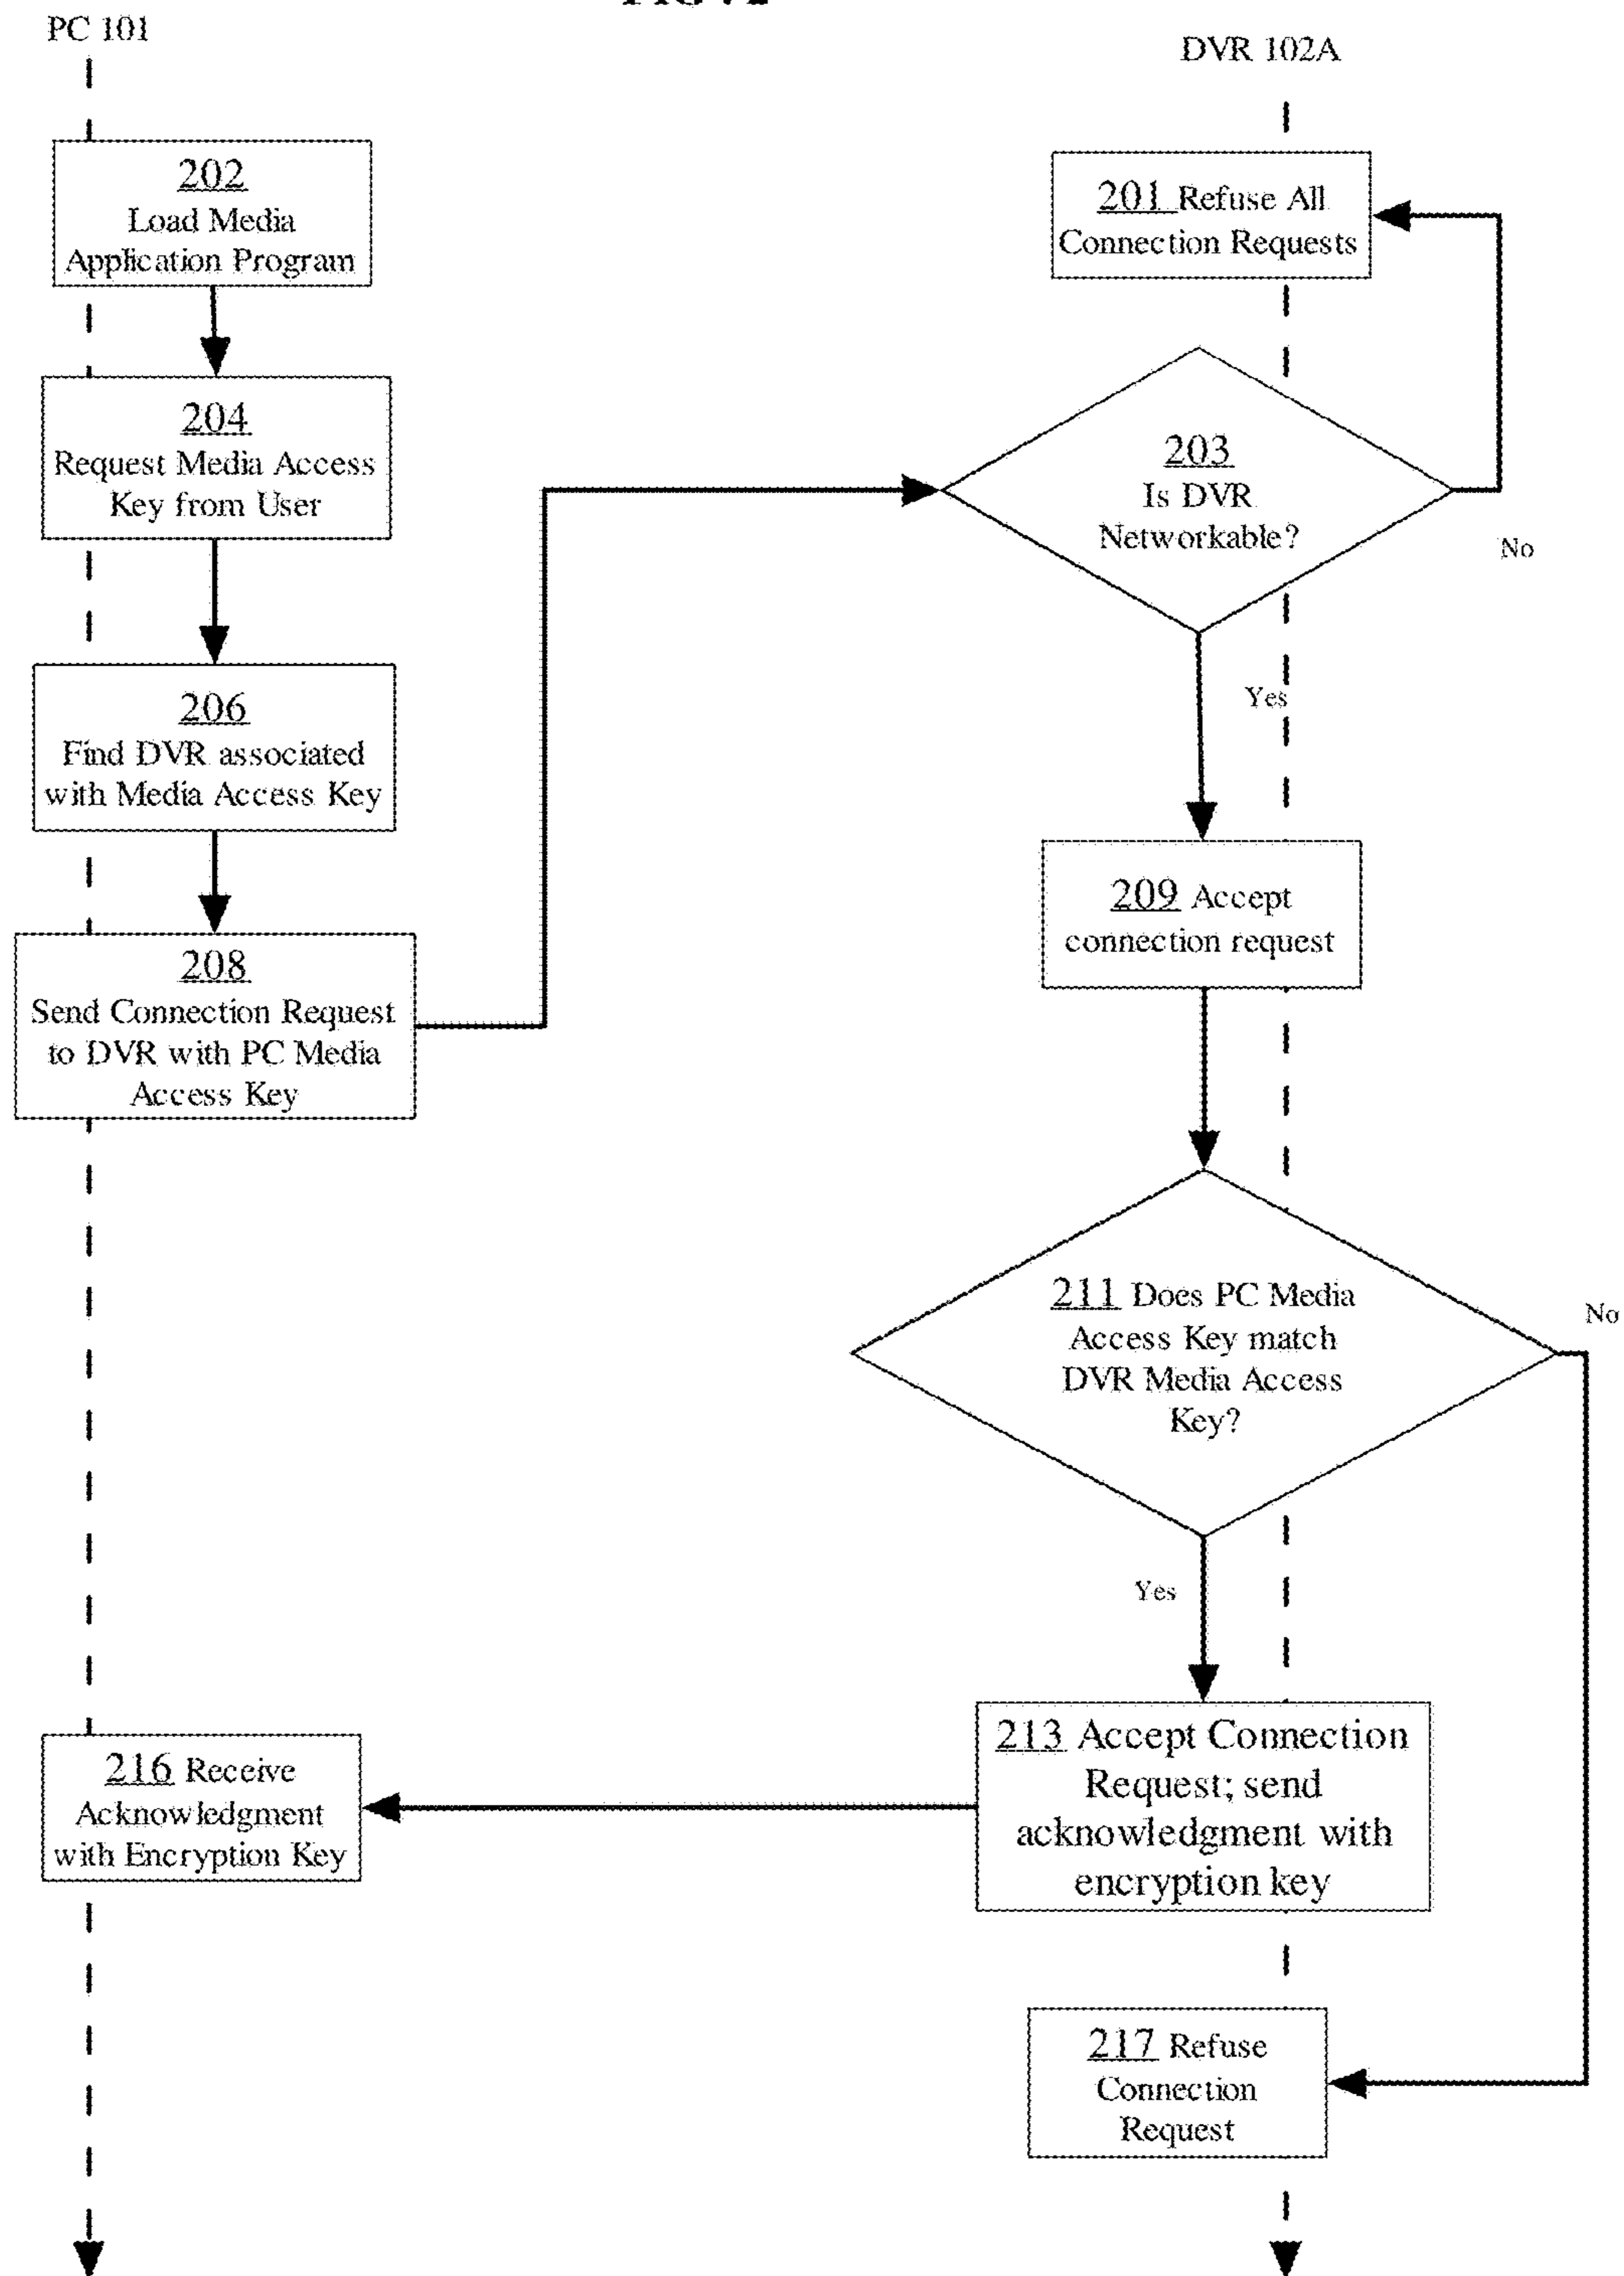 PC 101
DVR 102A
202
Load Media
Application Program
201 Refuse All
Connection Requests
204
Request Media Access
Key from User
203
Is DVR
Networkable?
No
Yes
206
Find DVR associated
with Media Access Key
209 Accept
connection request
208
Send Connection Request
to DVR with PC Media
Access Key
211 Does PC Media
Access Key match
DVR Media Access
Key?
No
Yes
213 Accept Connection
Request; send
acknowledgment with
encryption key
216 Receive
Acknowledgment
with Encryption Key
217 Refuse
Connection
Request